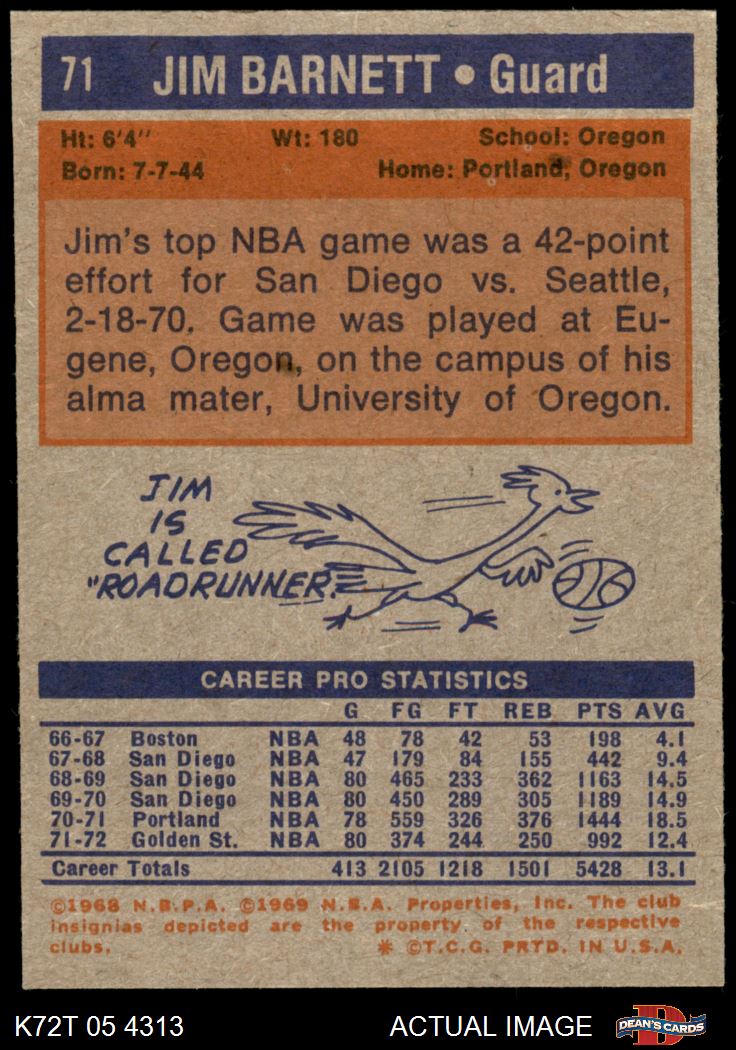 71 JIM BARNETT • Guard
Ht: 6'4" Wt: 180 School: Oregon
Born: 7-7-44 Home: Portland, Oregon
Jim's top NBA game was a 42-point
effort for San Diego vs. Seattle,
2-18-70. Game was played at Eu-
gene, Oregon, on the campus of his
alma mater, University of Oregon.
JIM
IS
CALLED
"ROADRUNNER."
CAREER PRO STATISTICS
G FG FT REB PTS AVG
66-67 Boston NBA 48 78 42 53 198 4.1
67-68 San Diego NBA 47 179 84 155 442 9.4
68-69 San Diego NBA 80 465 233 362 1163 14.5
69-70 San Diego NBA 80 450 289 305 1189 14.9
70-71 Portland NBA 78 559 326 376 1444 18.5
71-72 Golden St. NBA 80 374 244 250 992 12.4
Career Totals 413 2105 1218 1501 5428 13.1
©1968 N.B.P.A. ©1969 N.B.A. Properties, Inc. The club
insignias depicted are the property of the respective
clubs. * ©T.C.G. PRTD. IN U.S.A.
K72T 05 4313 ACTUAL IMAGE D DEAN'S CARDS